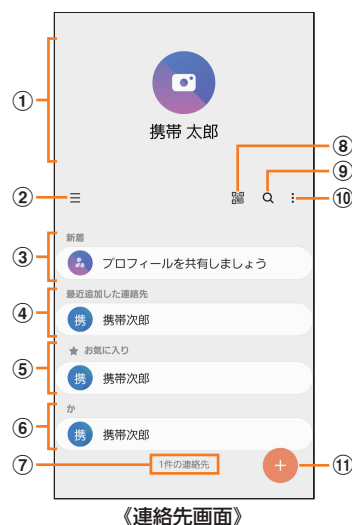 ①
携帯 太郎
②
⑧
⑨
⑩
新着
③
プロフィールを共有しましょう
最近追加した連絡先
④
携 携帯次郎
★ お気に入り
⑤
携 携帯次郎
か
⑥
携 携帯次郎
⑦
1件の連絡先
+
⑪
《連絡先画面》